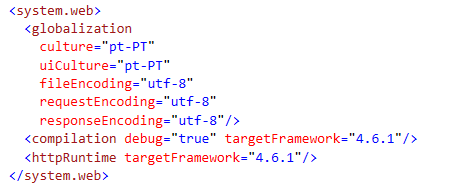 <system.web>
<globalization
culture="pt-PT"
uiCulture="pt-PT"
fileEncoding="utf-8"
requestEncoding="utf-8"
responseEncoding="utf-8"/>
<compilation debug="true" targetFramework="4.6.1"/>
<httpRuntime targetFramework="4.6.1"/>
</system.web>